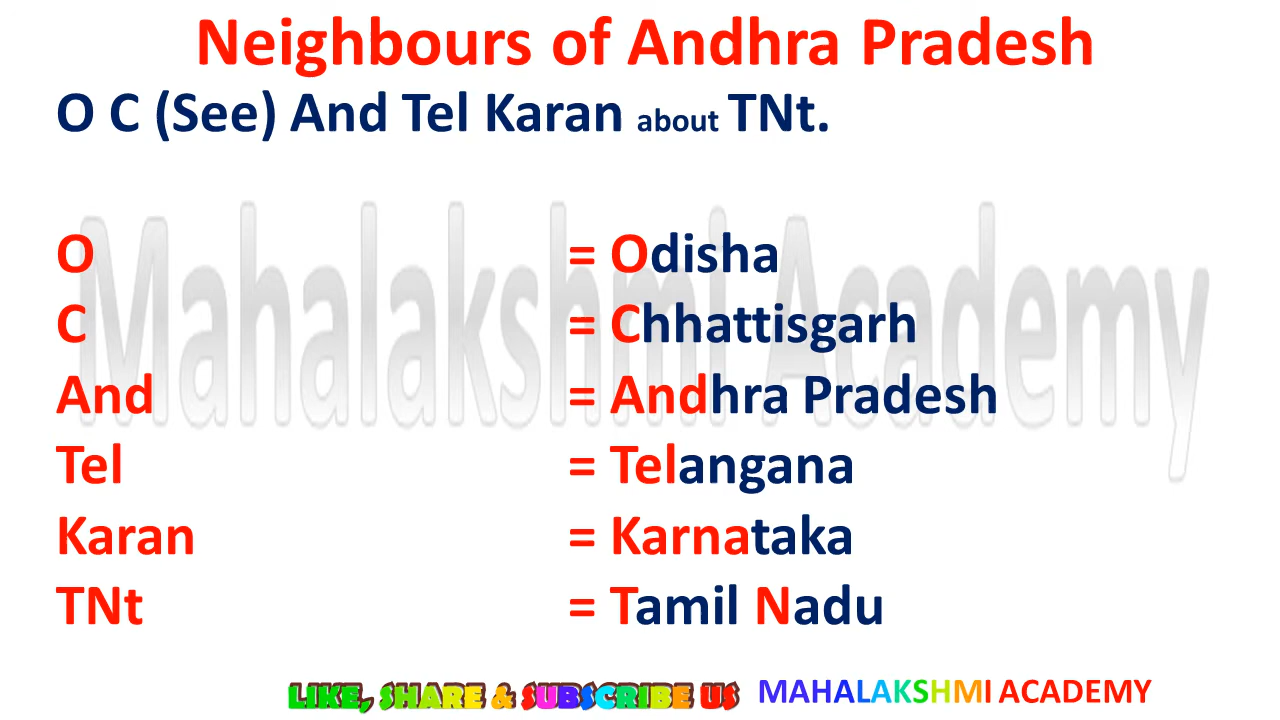 Neighbours of Andhra Pradesh
O C (See) And Tel Karan about TNt.
Mahalakshmi Academy
O = Odisha
C = Chhattisgarh
And = Andhra Pradesh
Tel = Telangana
Karan = Karnataka
TNt = Tamil Nadu
LIKE, SHARE & SUBSCRIBE US MAHALAKSHMI ACADEMY